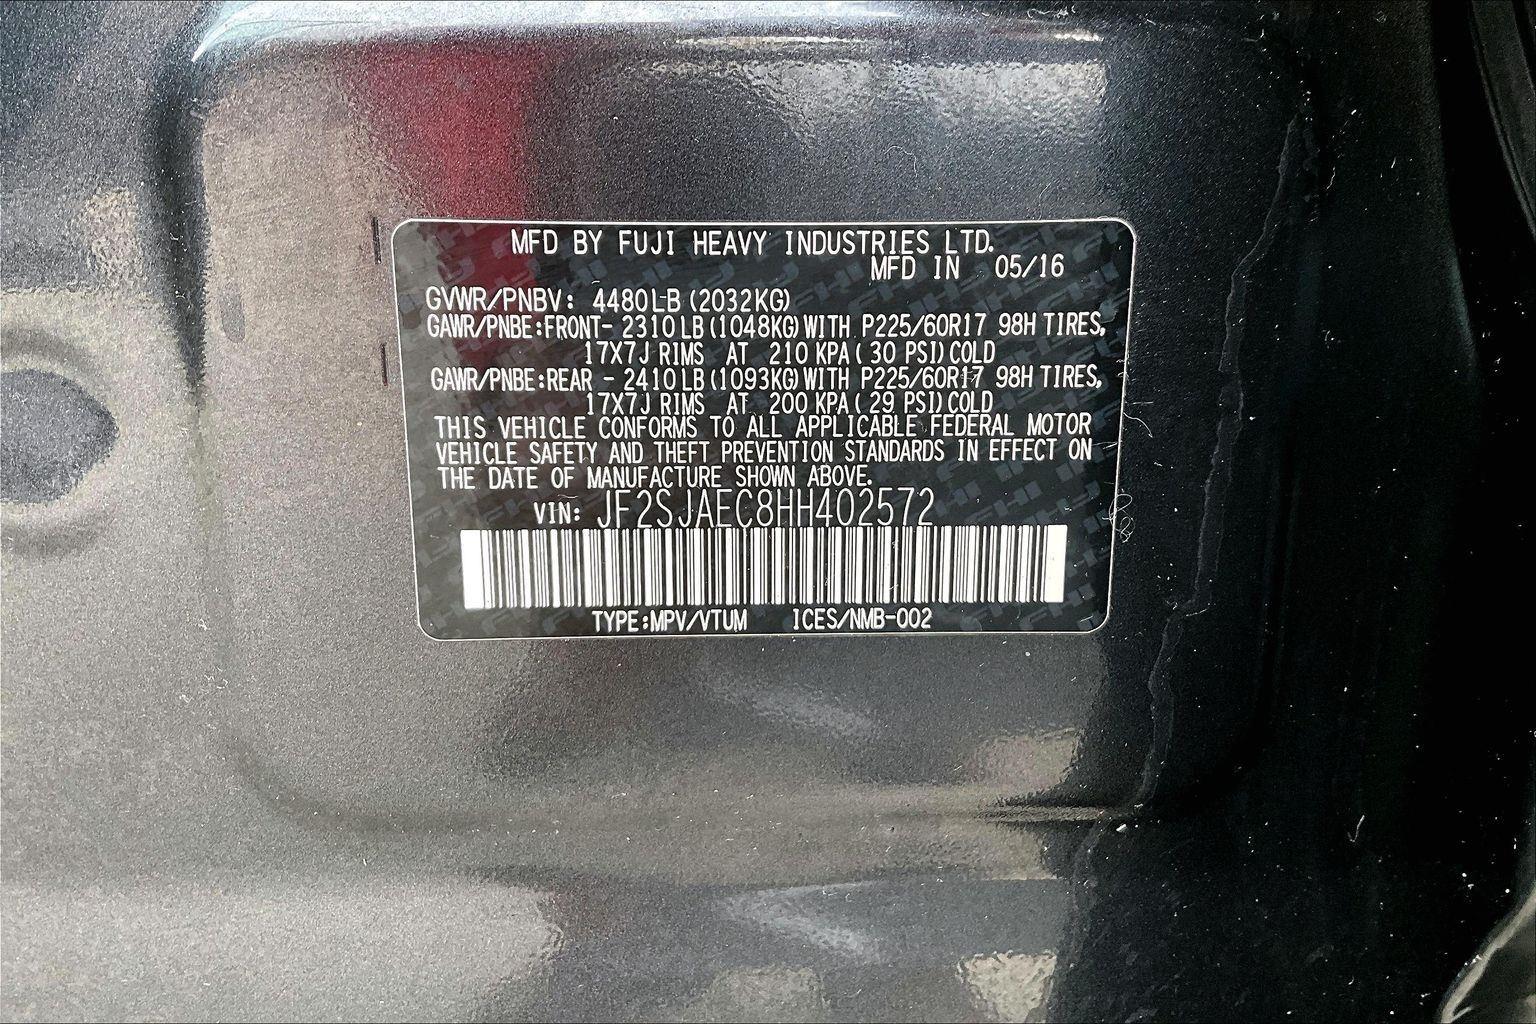 MFD BY FUJI HEAVY INDUSTRIES LTD.
MFD IN 05/16
GVWR/PNBV: 4480LB (2032KG)
GAWR/PNBE:FRONT- 2310 LB (1048KG) WITH P225/60R17 98H TIRES,
17X7J RIMS AT 210 KPA ( 30 PSI) COLD
GAWR/PNBE:REAR - 2410 LB (1093KG) WITH P225/60R17 98H TIRES,
17X7J RIMS AT 200 KPA ( 29 PSI) COLD
THIS VEHICLE CONFORMS TO ALL APPLICABLE FEDERAL MOTOR
VEHICLE SAFETY AND THEFT PREVENTION STANDARDS IN EFFECT ON
THE DATE OF MANUFACTURE SHOWN ABOVE.
VIN: JF2SJAEC8HH402572
TYPE:MPV/VTUM ICES/NMB-002